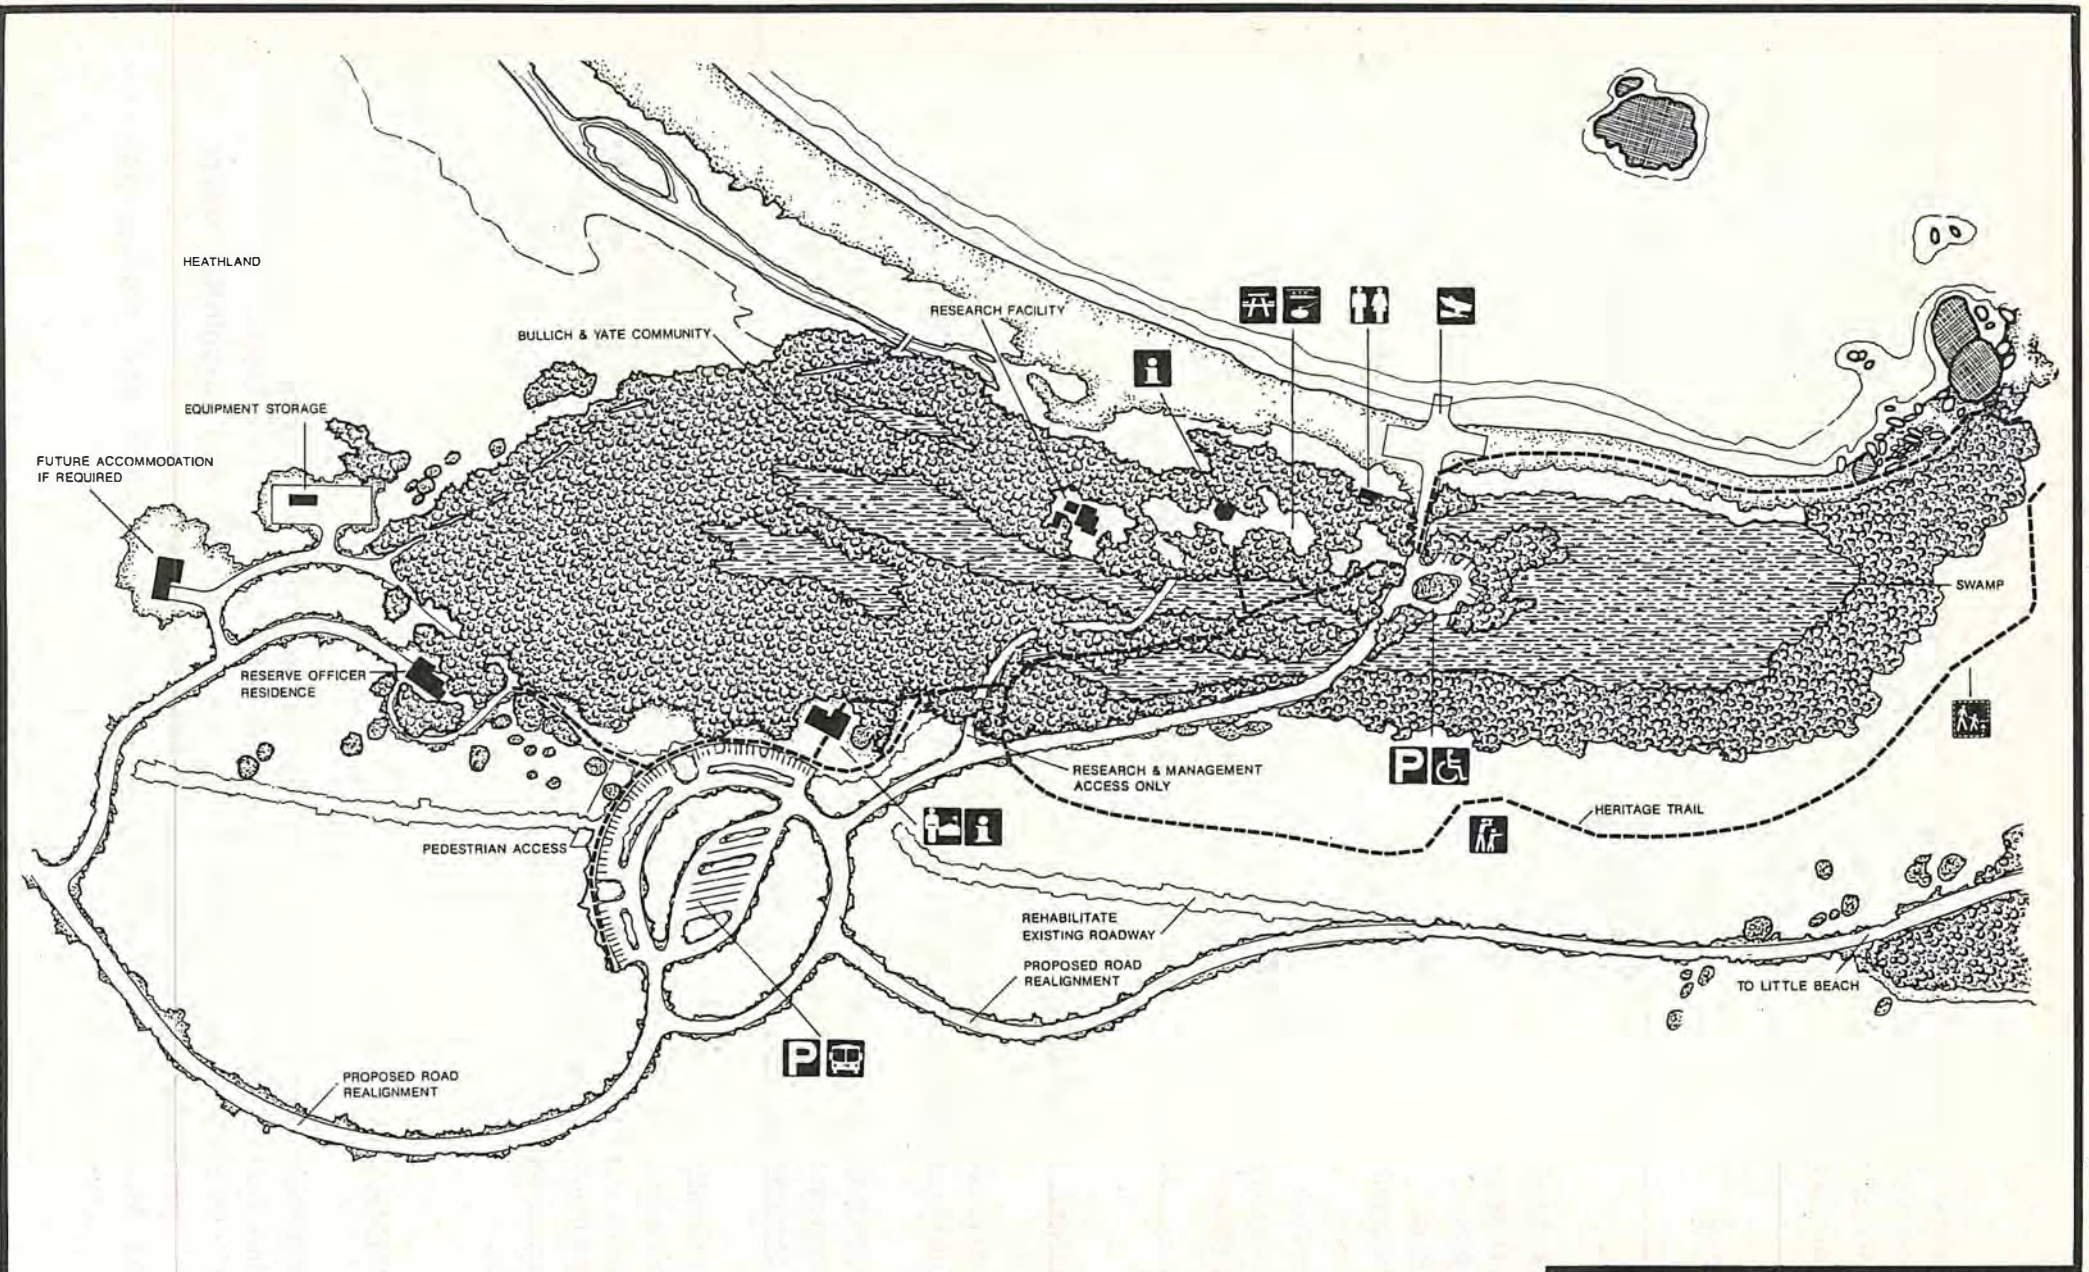 HEATHLAND
RESEARCH FACILITY
BULLICH & YATE COMMUNITY
EQUIPMENT STORAGE
FUTURE ACCOMMODATION
IF REQUIRED
SWAMP
RESERVE OFFICER
RESIDENCE
P
RESEARCH & MANAGEMENT
ACCESS ONLY
HERITAGE TRAIL
PEDESTRIAN ACCESS
REHABILITATE
EXISTING ROADWAY
PROPOSED ROAD
REALIGNMENT
TO LITTLE BEACH
P
PROPOSED ROAD
REALIGNMENT